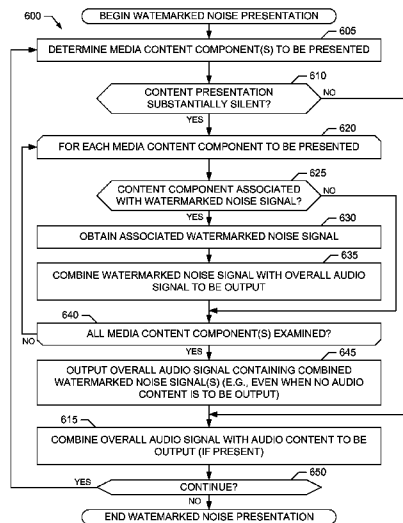 600
BEGIN WATEMARKED NOISE PRESENTATION
605
DETERMINE MEDIA CONTENT COMPONENT(S) TO BE PRESENTED
610
CONTENT PRESENTATION
SUBSTANTIALLY SILENT?
NO
YES
620
FOR EACH MEDIA CONTENT COMPONENT TO BE PRESENTED
625
CONTENT COMPONENT ASSOCIATED
WITH WATERMARKED NOISE SIGNAL?
NO
YES
630
OBTAIN ASSOCIATED WATERMARKED NOISE SIGNAL
635
COMBINE WATERMARKED NOISE SIGNAL WITH OVERALL AUDIO
SIGNAL TO BE OUTPUT
640
ALL MEDIA CONTENT COMPONENT(S) EXAMINED?
NO
YES
645
OUTPUT OVERALL AUDIO SIGNAL CONTAINING COMBINED
WATERMARKED NOISE SIGNAL(S) (E.G., EVEN WHEN NO AUDIO
CONTENT IS TO BE OUTPUT)
615
COMBINE OVERALL AUDIO SIGNAL WITH AUDIO CONTENT TO BE
OUTPUT (IF PRESENT)
650
YES
CONTINUE?
NO
END WATERMARKED NOISE PRESENTATION